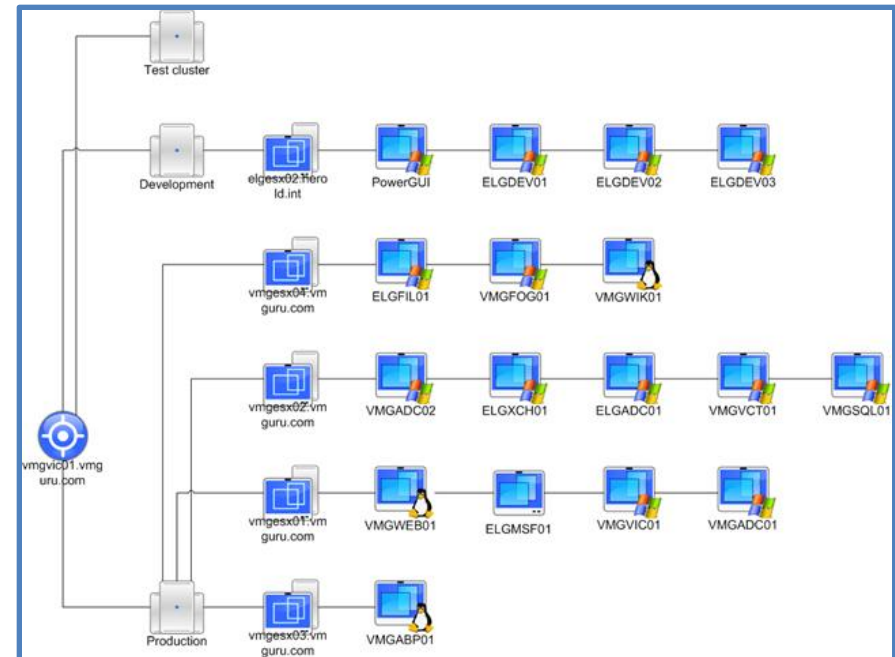 Test cluster
Development
elgesx02.hero
ld.int
PowerGUI
ELGDEV01
ELGDEV02
ELGDEV03
vmgesx04.vm
guru.com
ELGFIL01
VMGFOG01
VMGWIK01
vmgvic01.vmg
uru.com
vmgesx02.vm
guru.com
VMGADC02
ELGXCH01
ELGADC01
VMGVCT01
VMGSQL01
vmgesx01.vm
guru.com
VMGWEB01
ELGMSF01
VMGVIC01
VMGADC01
Production
vmgesx03.vm
guru.com
VMGABP01